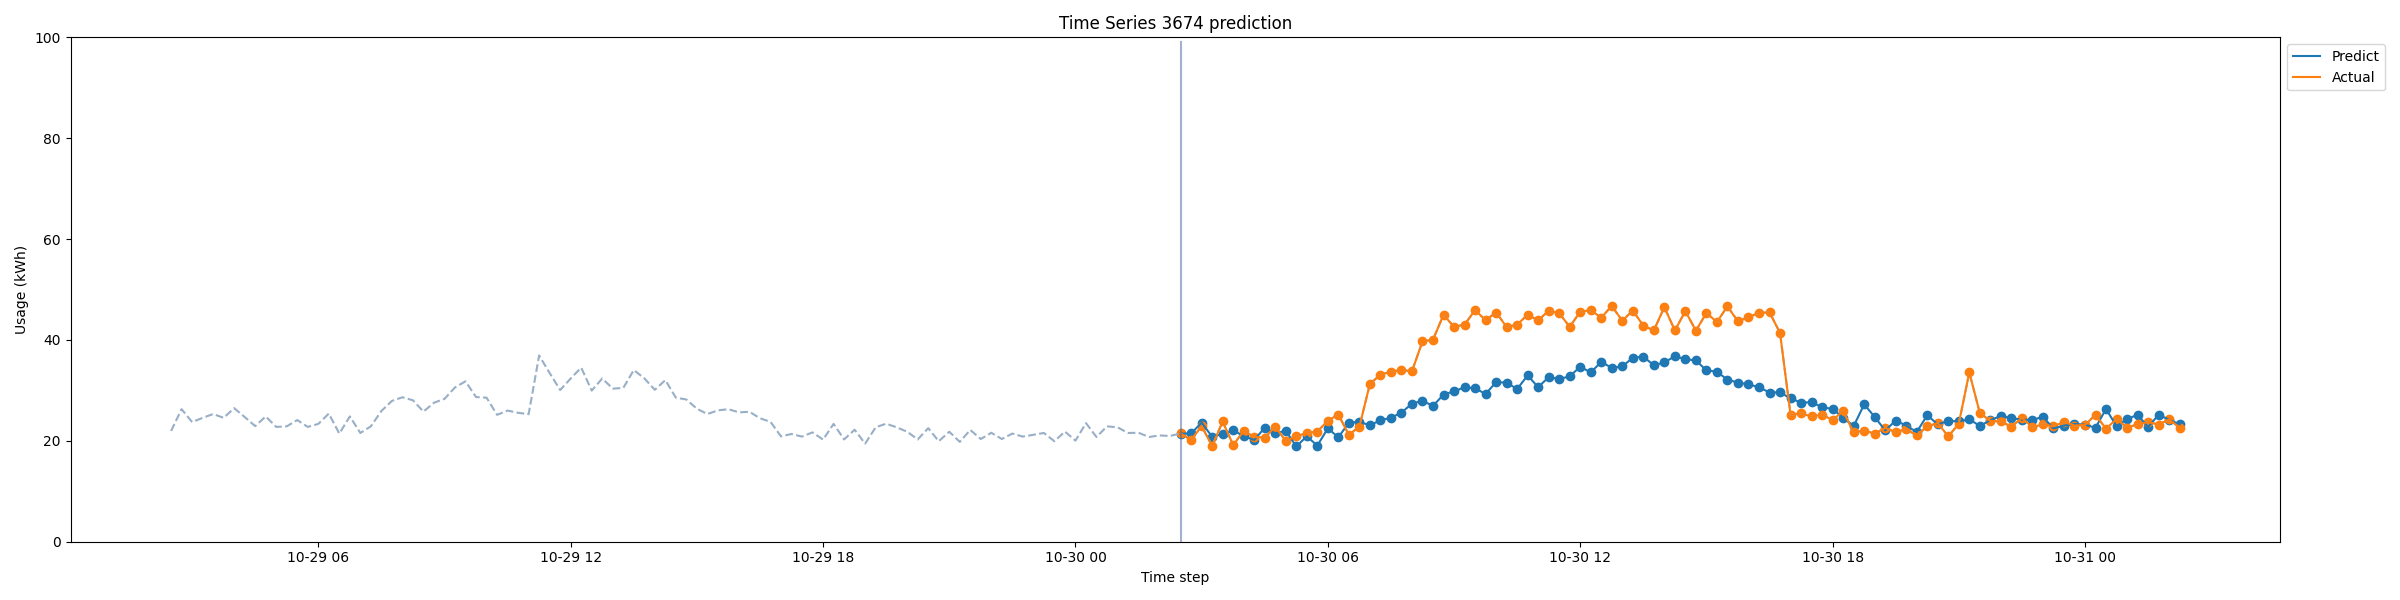 Time Series 3674 prediction
100
80
60
40
20
0
Usage (kWh)
10-29 06
10-29 12
10-29 18
10-30 00
10-30 06
10-30 12
10-30 18
10-31 00
Time step
Predict
Actual